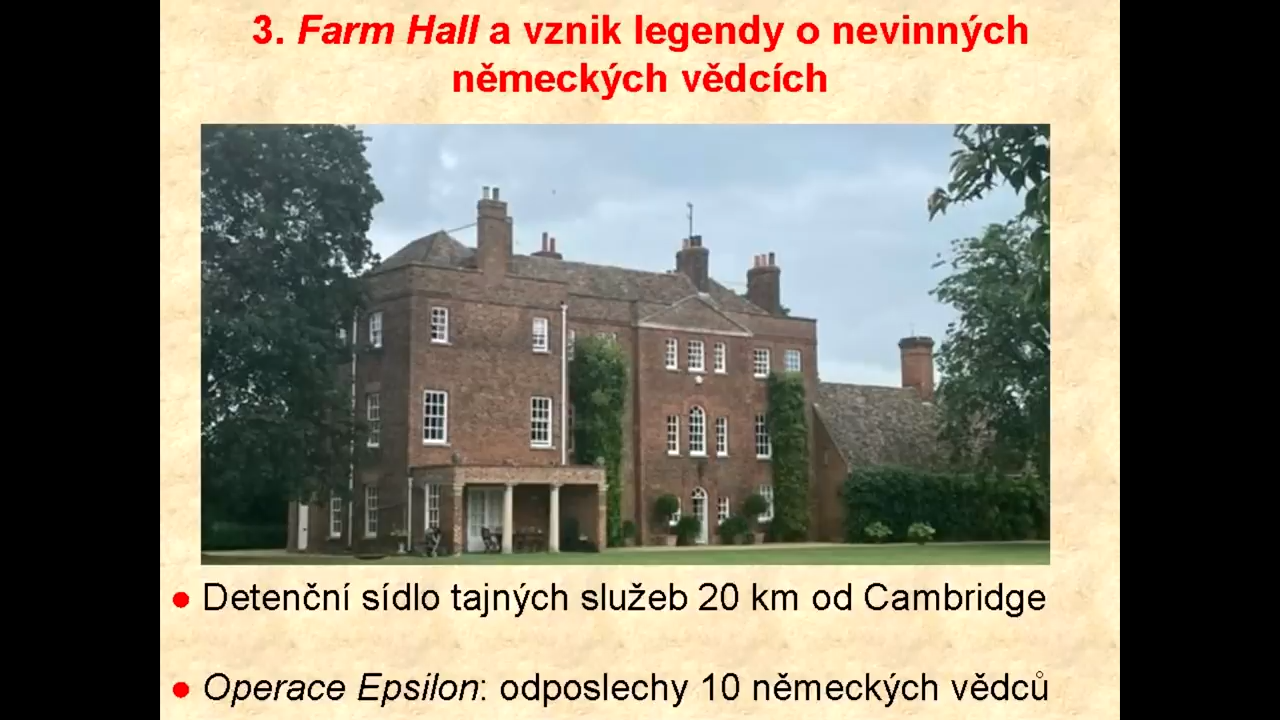 3. Farm Hall a vznik legendy o nevinných
německých vědcích
● Detenční sídlo tajných služeb 20 km od Cambridge
● Operace Epsilon: odposlechy 10 německých vědců